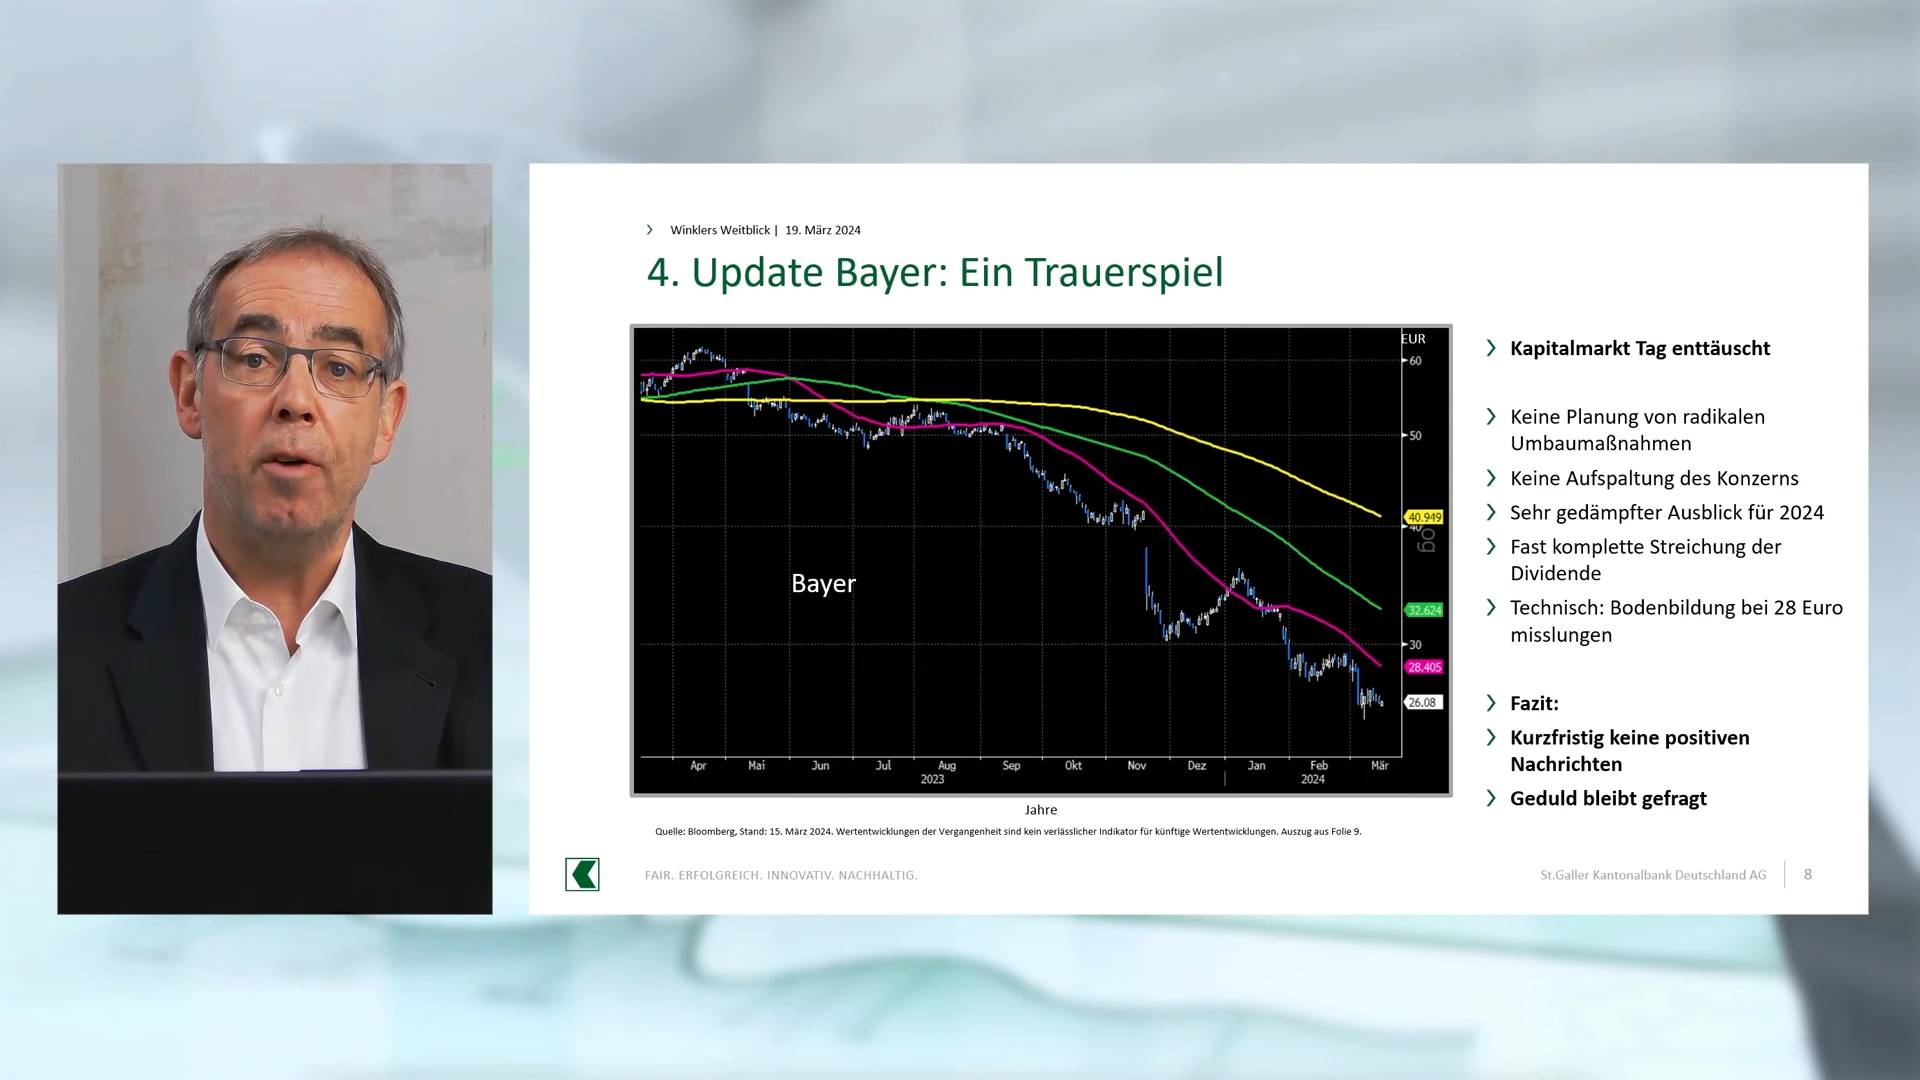 Winklers Weitblick | 19. März 2024
4. Update Bayer: Ein Trauerspiel
EUR
60
50
40.949
40
32.624
30
28.405
26.08
Bayer
Apr Mai Jun Jul Aug Sep Okt Nov Dez Jan Feb Mär
2023 2024
Jahre
Quelle: Bloomberg, Stand: 15. März 2024. Wertentwicklungen der Vergangenheit sind kein verlässlicher Indikator für künftige Wertentwicklungen. Auszug aus Folie 9.
Kapitalmarkt Tag enttäuscht
Keine Planung von radikalen
Umbaumaßnahmen
Keine Aufspaltung des Konzerns
Sehr gedämpfter Ausblick für 2024
Fast komplette Streichung der
Dividende
Technisch: Bodenbildung bei 28 Euro
misslungen
Fazit:
Kurzfristig keine positiven
Nachrichten
Geduld bleibt gefragt
FAIR. ERFOLGREICH. INNOVATIV. NACHHALTIG.
St.Galler Kantonalbank Deutschland AG 8